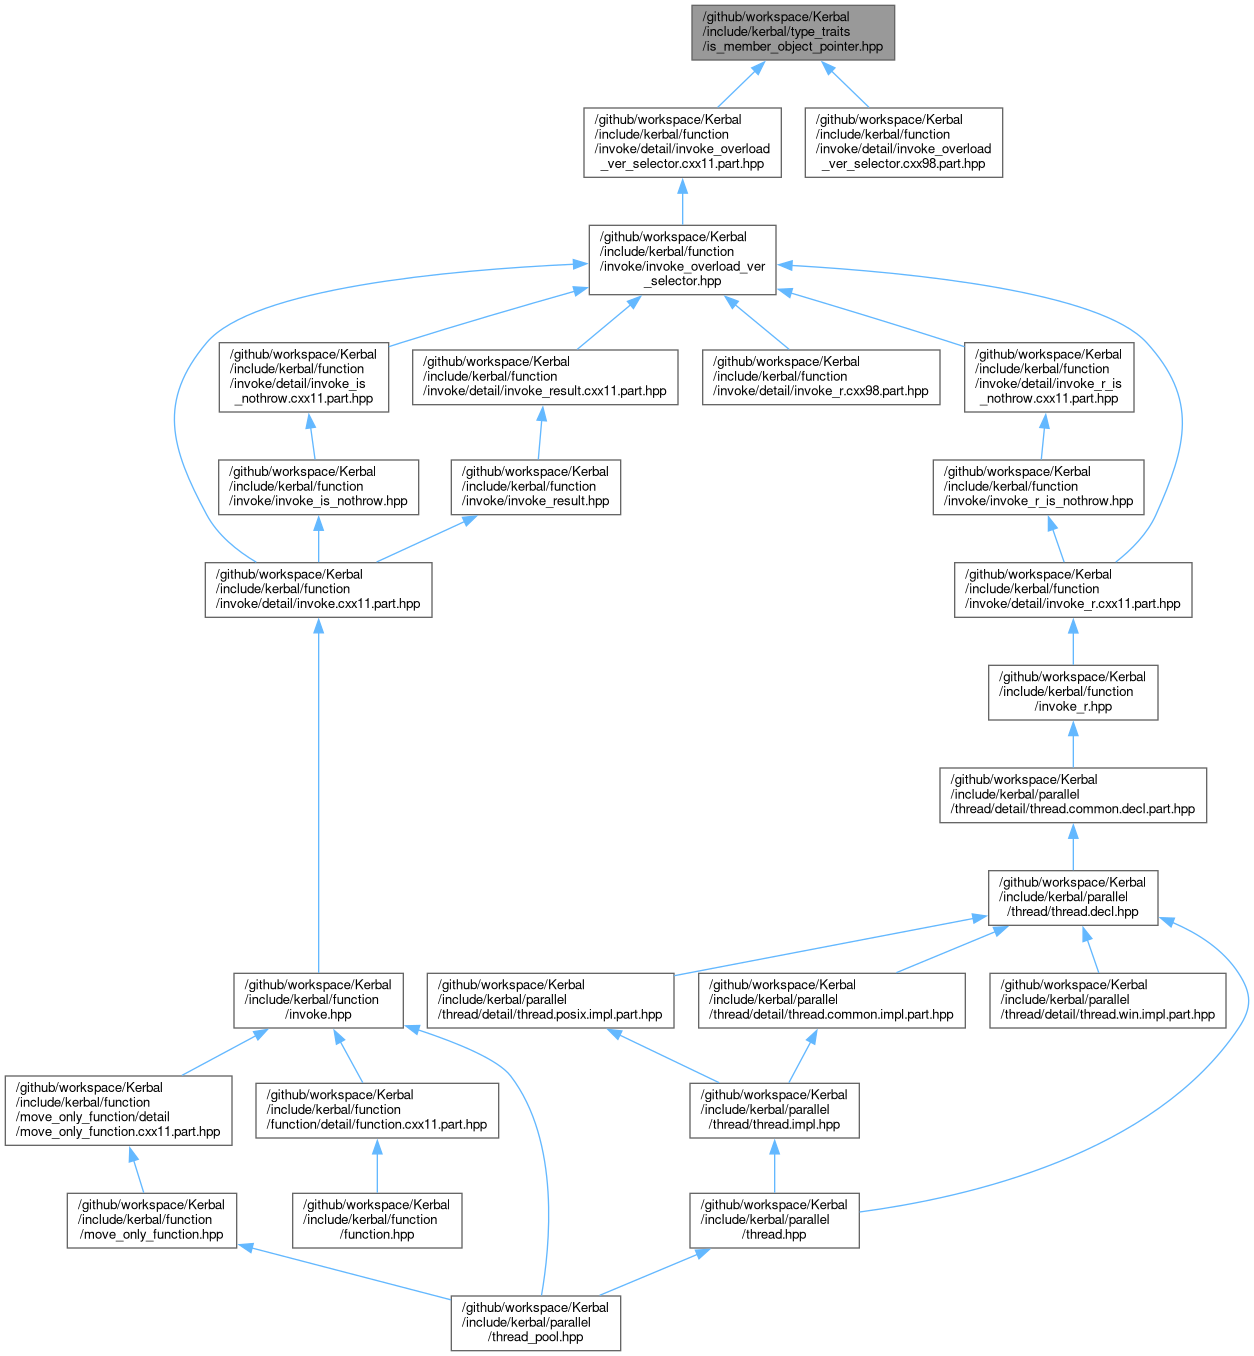 /github/workspace/Kerbal
/include/kerbal/type_traits
/is_member_object_pointer.hpp
/github/workspace/Kerbal
/include/kerbal/function
/invoke/detail/invoke_overload
_ver_selector.cxx11.part.hpp
/github/workspace/Kerbal
/include/kerbal/function
/invoke/detail/invoke_overload
_ver_selector.cxx98.part.hpp
/github/workspace/Kerbal
/include/kerbal/function
/invoke/invoke_overload_ver
_selector.hpp
/github/workspace/Kerbal
/include/kerbal/function
/invoke/detail/invoke_is
_nothrow.cxx11.part.hpp
/github/workspace/Kerbal
/include/kerbal/function
/invoke/detail/invoke_result.cxx11.part.hpp
/github/workspace/Kerbal
/include/kerbal/function
/invoke/detail/invoke_r.cxx98.part.hpp
/github/workspace/Kerbal
/include/kerbal/function
/invoke/detail/invoke_r_is
_nothrow.cxx11.part.hpp
/github/workspace/Kerbal
/include/kerbal/function
/invoke/invoke_is_nothrow.hpp
/github/workspace/Kerbal
/include/kerbal/function
/invoke/invoke_result.hpp
/github/workspace/Kerbal
/include/kerbal/function
/invoke/invoke_r_is_nothrow.hpp
/github/workspace/Kerbal
/include/kerbal/function
/invoke/detail/invoke.cxx11.part.hpp
/github/workspace/Kerbal
/include/kerbal/function
/invoke/detail/invoke_r.cxx11.part.hpp
/github/workspace/Kerbal
/include/kerbal/function
/invoke_r.hpp
/github/workspace/Kerbal
/include/kerbal/parallel
/thread/detail/thread.common.decl.part.hpp
/github/workspace/Kerbal
/include/kerbal/parallel
/thread/thread.decl.hpp
/github/workspace/Kerbal
/include/kerbal/function
/invoke.hpp
/github/workspace/Kerbal
/include/kerbal/parallel
/thread/detail/thread.posix.impl.part.hpp
/github/workspace/Kerbal
/include/kerbal/parallel
/thread/detail/thread.common.impl.part.hpp
/github/workspace/Kerbal
/include/kerbal/parallel
/thread/detail/thread.win.impl.part.hpp
/github/workspace/Kerbal
/include/kerbal/function
/move_only_function/detail
/move_only_function.cxx11.part.hpp
/github/workspace/Kerbal
/include/kerbal/function
/function/detail/function.cxx11.part.hpp
/github/workspace/Kerbal
/include/kerbal/parallel
/thread/thread.impl.hpp
/github/workspace/Kerbal
/include/kerbal/function
/move_only_function.hpp
/github/workspace/Kerbal
/include/kerbal/function
/function.hpp
/github/workspace/Kerbal
/include/kerbal/parallel
/thread.hpp
/github/workspace/Kerbal
/include/kerbal/parallel
/thread_pool.hpp